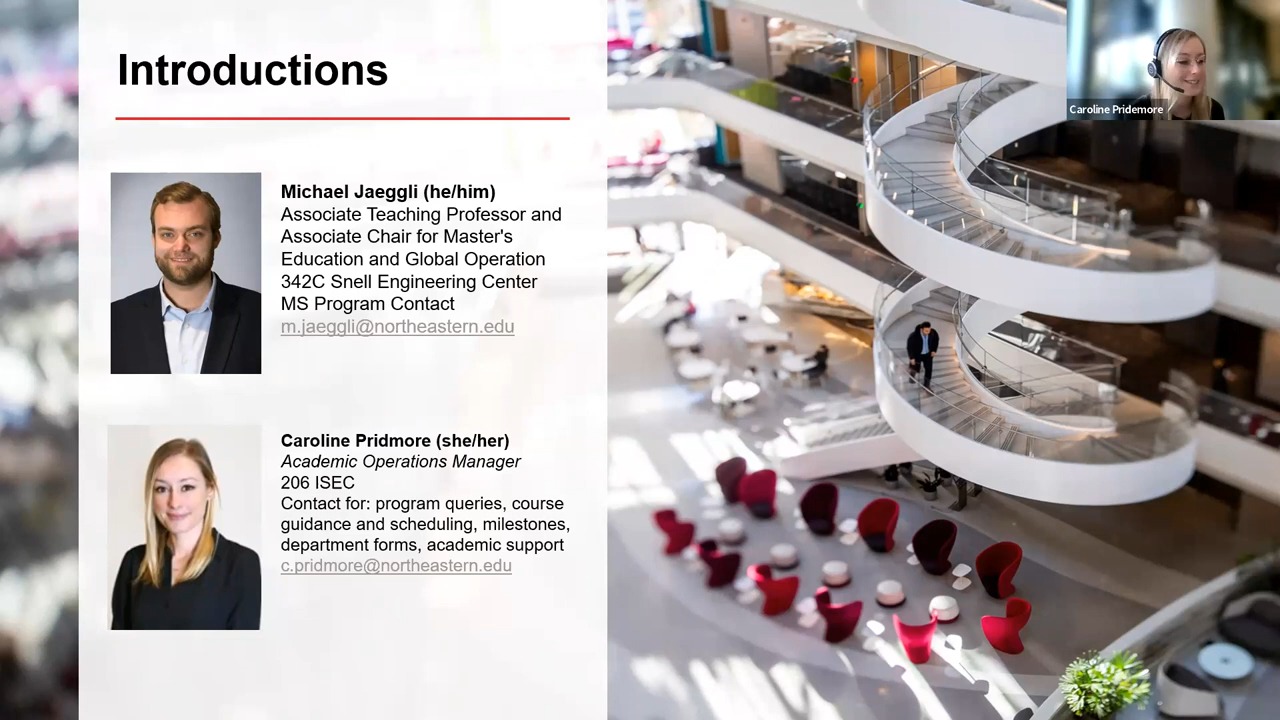 Introductions
Michael Jaeggli (he/him)
Associate Teaching Professor and
Associate Chair for Master's
Education and Global Operation
342C Snell Engineering Center
MS Program Contact
m.jaeggli@northeastern.edu
Caroline Pridmore (she/her)
Academic Operations Manager
206 ISEC
Contact for: program queries, course
guidance and scheduling, milestones,
department forms, academic support
c.pridmore@northeastern.edu
Caroline Pridemore